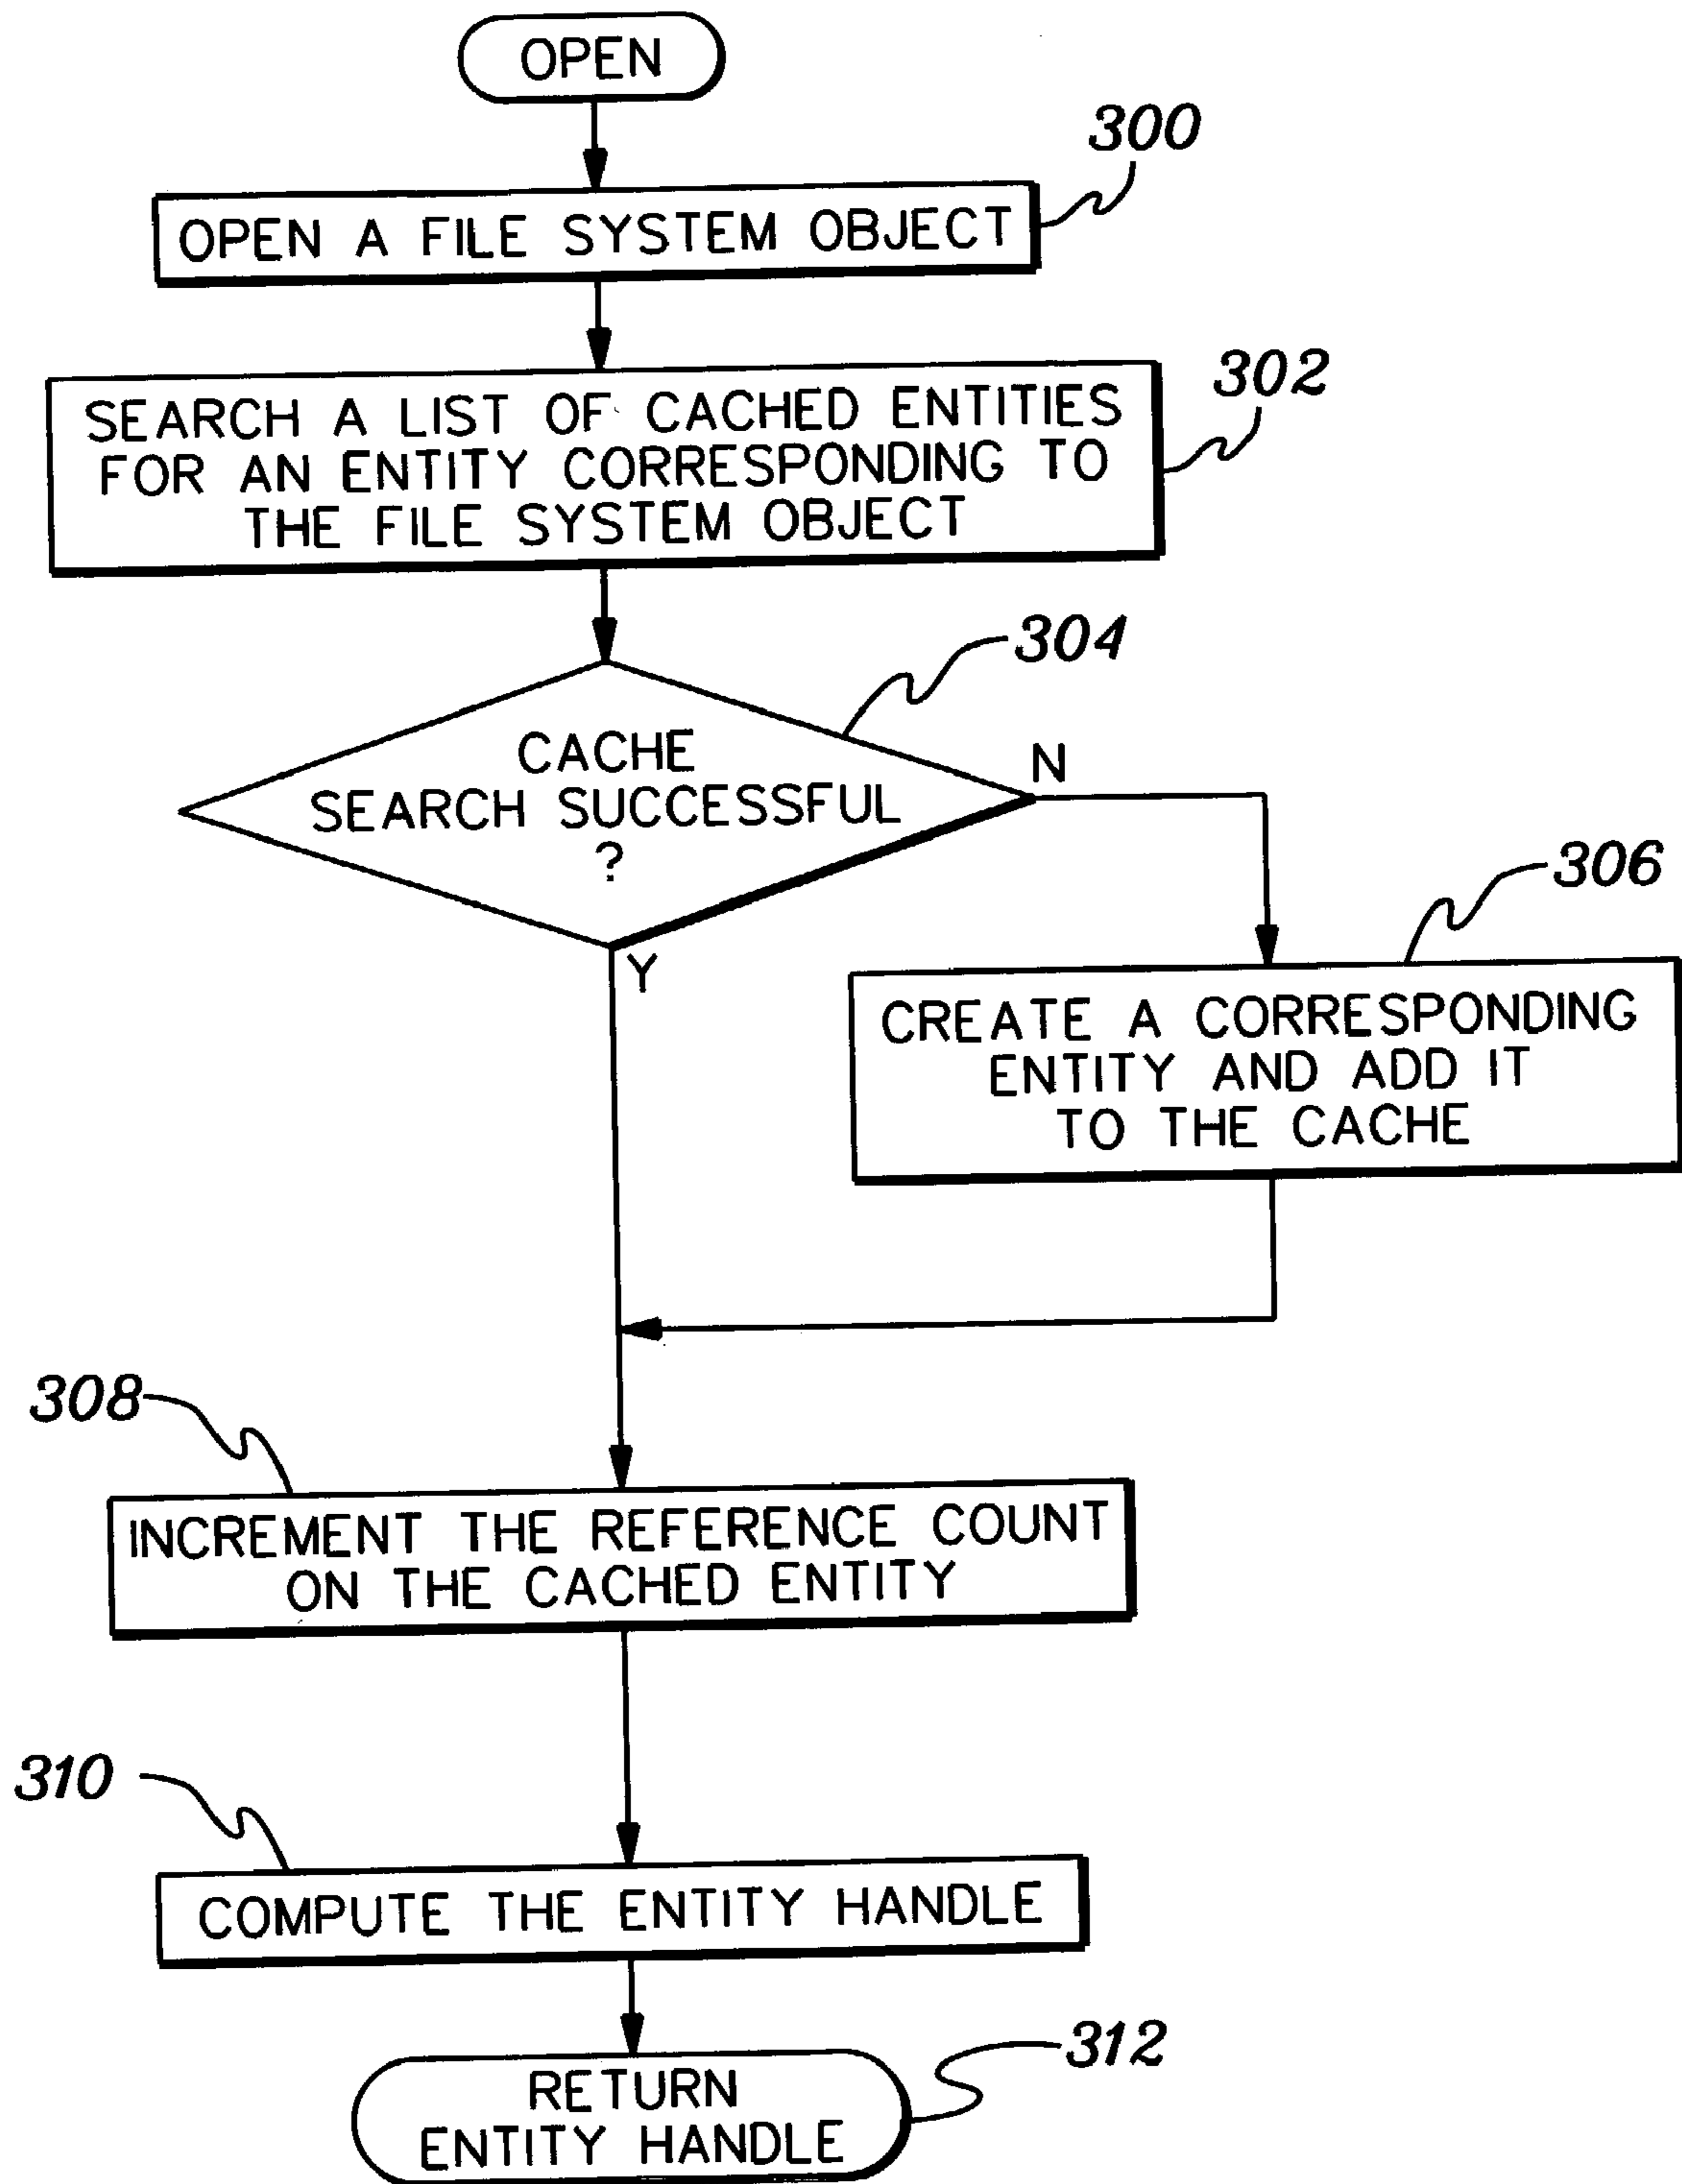 OPEN
300
OPEN A FILE SYSTEM OBJECT
302
SEARCH A LIST OF CACHED ENTITIES
FOR AN ENTITY CORRESPONDING TO
THE FILE SYSTEM OBJECT
304
CACHE
SEARCH SUCCESSFUL
?
N
Y
306
CREATE A CORRESPONDING
ENTITY AND ADD IT
TO THE CACHE
308
INCREMENT THE REFERENCE COUNT
ON THE CACHED ENTITY
310
COMPUTE THE ENTITY HANDLE
312
RETURN
ENTITY HANDLE